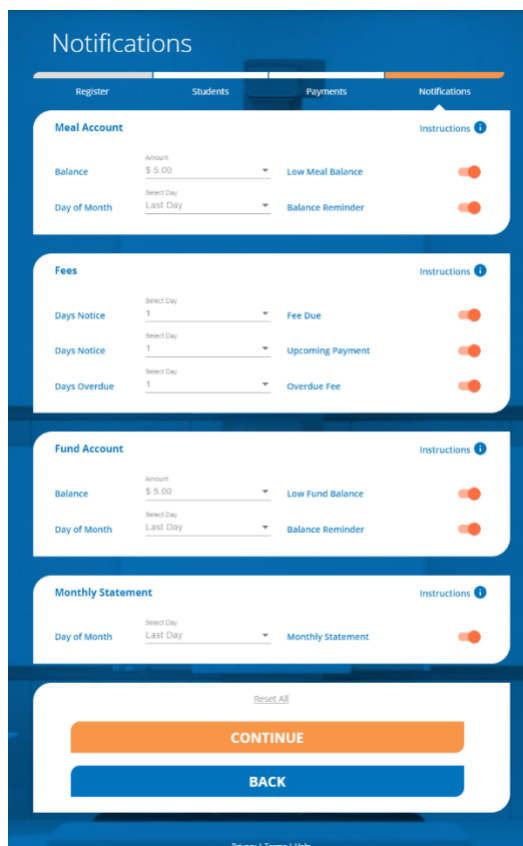 Notifications
Register Students Payments Notifications
Meal Account Instructions i
Amount
Balance $ 5.00 Low Meal Balance
Select Day
Day of Month Last Day Balance Reminder
Fees Instructions i
Select Day
Days Notice 1 Fee Due
Select Day
Days Notice 1 Upcoming Payment
Select Day
Days Overdue 1 Overdue Fee
Fund Account Instructions i
Amount
Balance $ 5.00 Low Fund Balance
Select Day
Day of Month Last Day Balance Reminder
Monthly Statement Instructions i
Select Day
Day of Month Last Day Monthly Statement
Reset All
CONTINUE
BACK
Privacy | Terms | Help